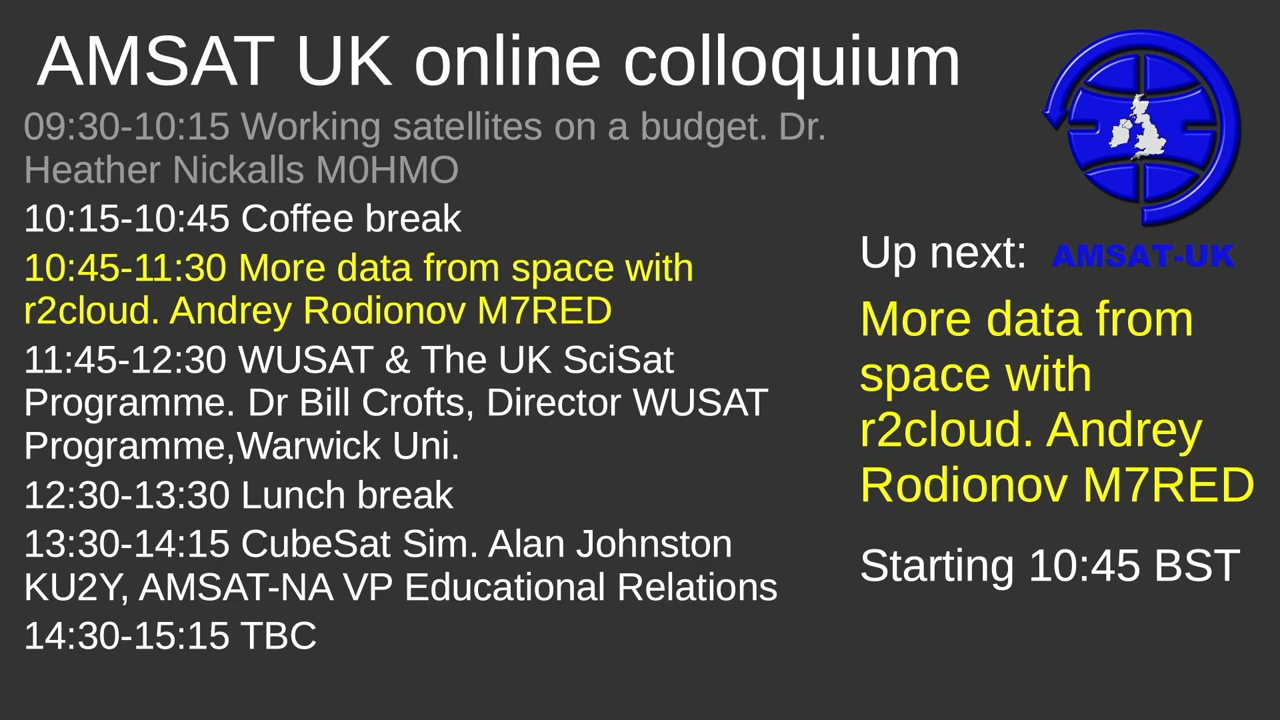 AMSAT UK online colloquium
09:30-10:15 Working satellites on a budget. Dr.
Heather Nickalls M0HMO
10:15-10:45 Coffee break
10:45-11:30 More data from space with
r2cloud. Andrey Rodionov M7RED
11:45-12:30 WUSAT & The UK SciSat
Programme. Dr Bill Crofts, Director WUSAT
Programme,Warwick Uni.
12:30-13:30 Lunch break
13:30-14:15 CubeSat Sim. Alan Johnston
KU2Y, AMSAT-NA VP Educational Relations
14:30-15:15 TBC
AMSAT-UK
Up next:
More data from
space with
r2cloud. Andrey
Rodionov M7RED
Starting 10:45 BST